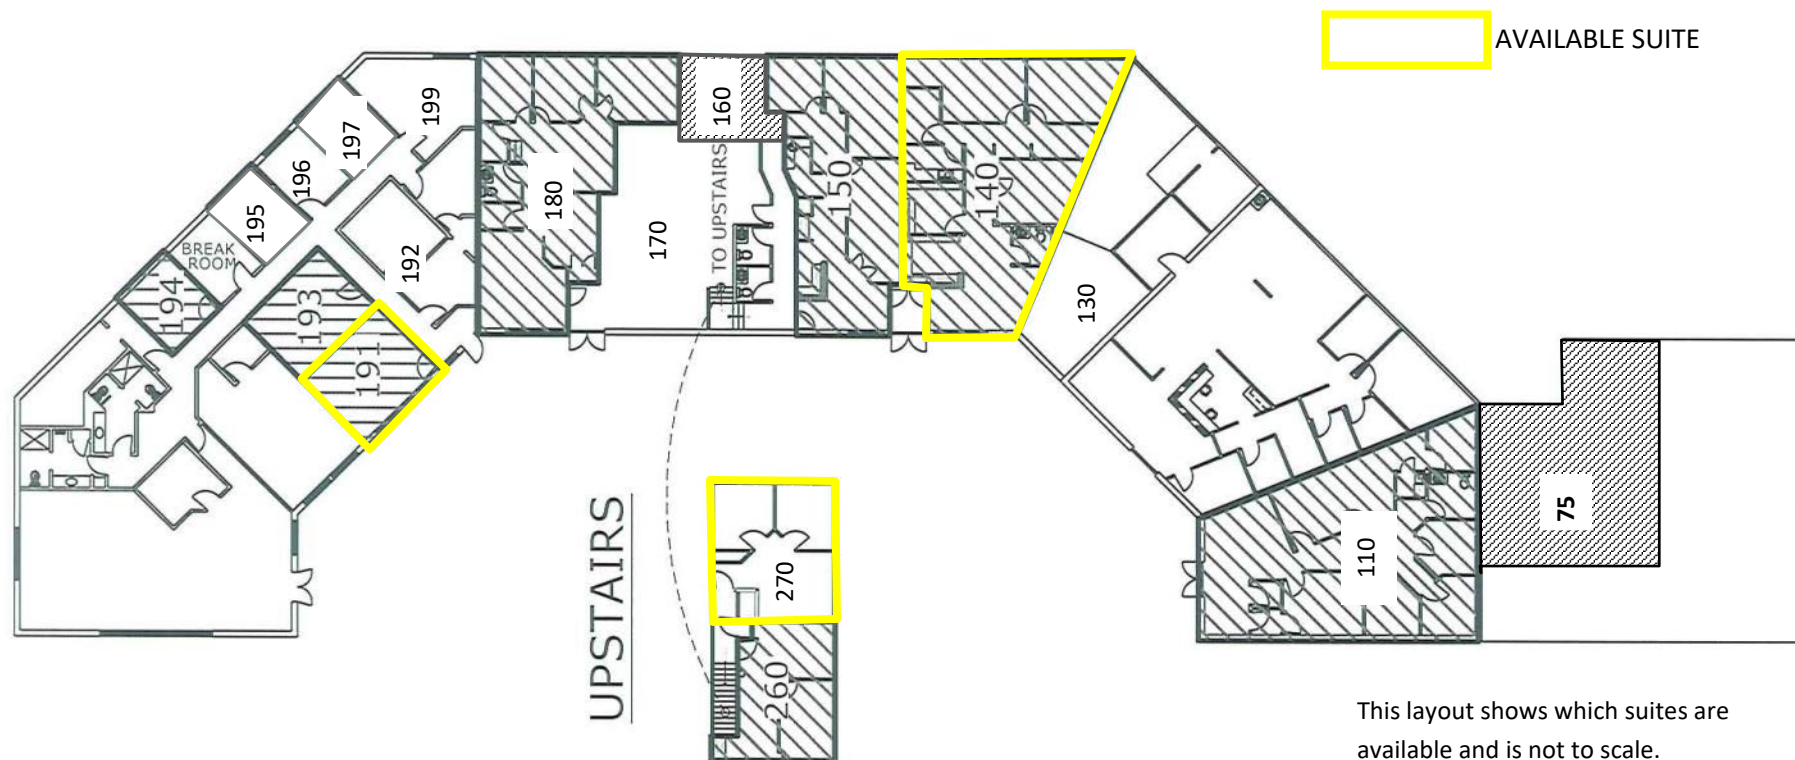 AVAILABLE SUITE
199
197
196
195
BREAK
ROOM
194
193
192
191
180
170
160
TO UPSTAIRS
150
140
130
110
75
UPSTAIRS
270
260
This layout shows which suites are
available and is not to scale.